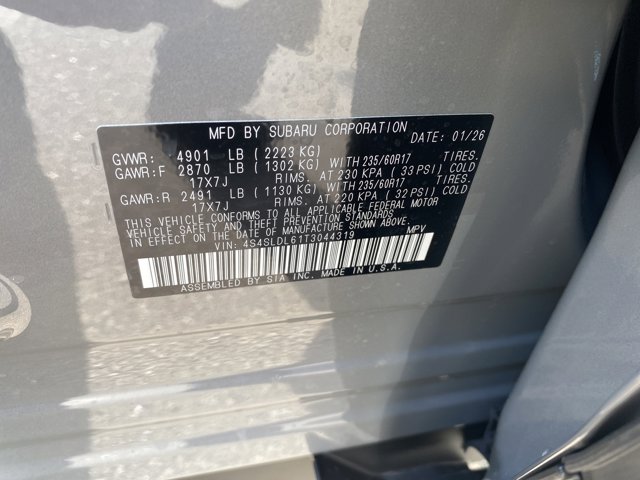 MFD BY SUBARU CORPORATION DATE: 01/26
GVWR: 4901 LB (2223 KG)
GAWR:F 2870 LB (1302 KG) WITH 235/60R17 TIRES.
17X7J RIMS. AT 230 KPA (33 PSI) COLD
GAWR:R 2491 LB (1130 KG) WITH 235/60R17 TIRES.
17X7J RIMS. AT 220 KPA (32 PSI) COLD
THIS VEHICLE CONFORMS TO ALL APPLICABLE FEDERAL MOTOR
VEHICLE SAFETY AND THEFT PREVENTION STANDARDS
IN EFFECT ON THE DATE OF MANUFACTURE SHOWN ABOVE.
VIN: 4S4SLDL61T3044319 MPV
ASSEMBLED BY SIA INC. MADE IN U.S.A.